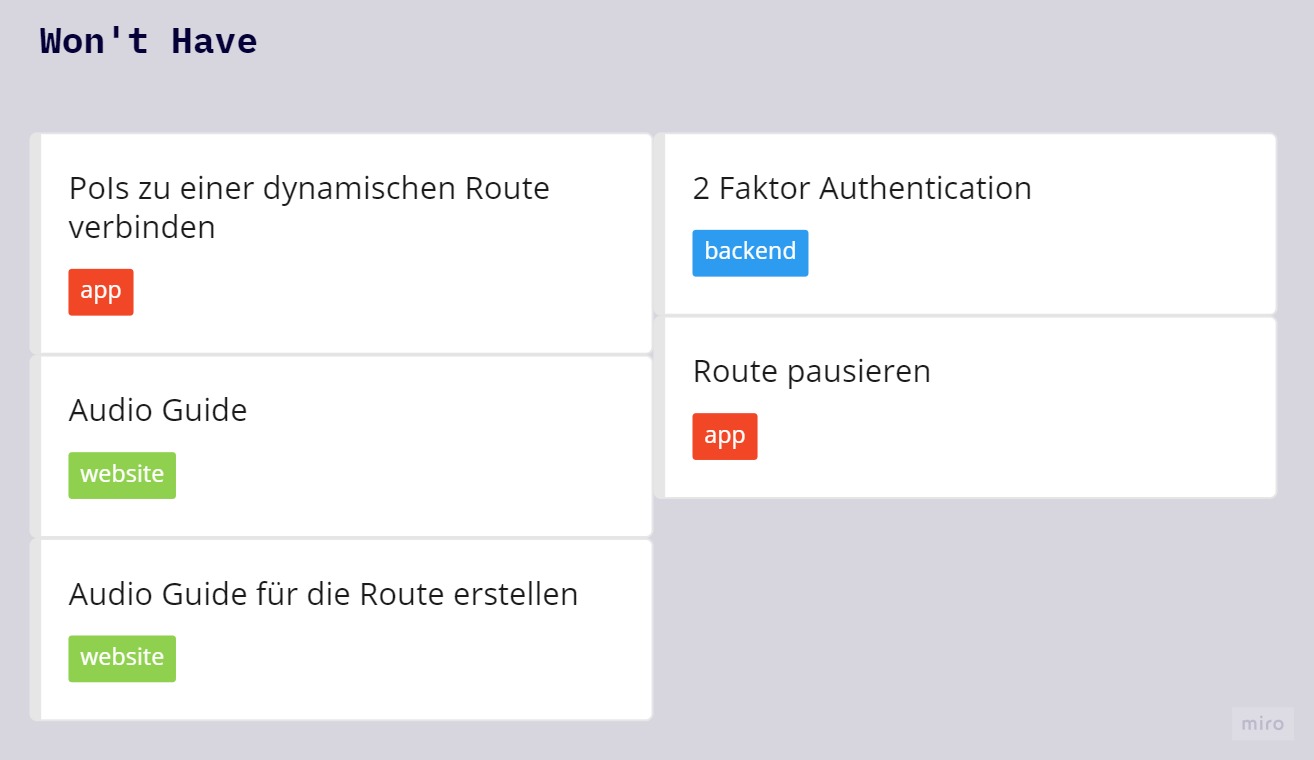 Won't Have
PoIs zu einer dynamischen Route
verbinden
app
Audio Guide
website
Audio Guide für die Route erstellen
website
2 Faktor Authentication
backend
Route pausieren
app
miro